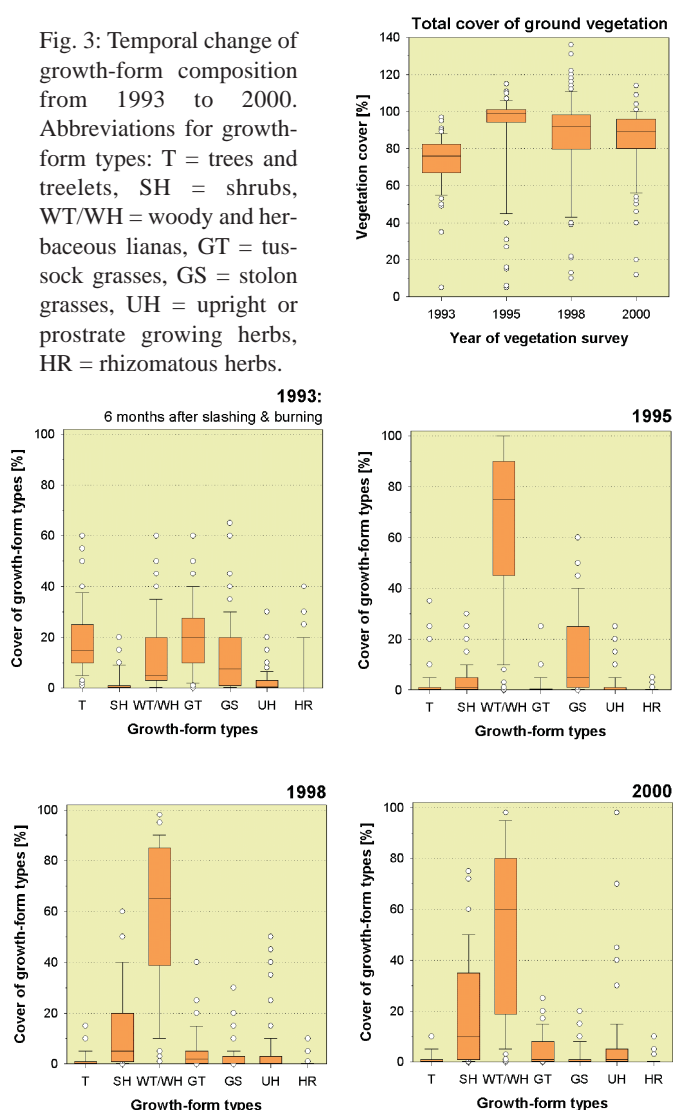 Fig. 3: Temporal change of
growth-form composition
from 1993 to 2000.
Abbreviations for growth-
form types: T = trees and
treelets, SH = shrubs,
WT/WH = woody and her-
baceous lianas, GT = tus-
sock grasses, GS = stolon
grasses, UH = upright or
prostrate growing herbs,
HR = rhizomatous herbs.
Total cover of ground vegetation
Vegetation cover [%]
140
120
100
80
60
40
20
0
1993 1995 1998 2000
Year of vegetation survey
1993:
6 months after slashing & burning
Cover of growth-form types [%]
100
80
60
40
20
0
T SH WT/WH GT GS UH HR
Growth-form types
1995
Cover of growth-form types [%]
100
80
60
40
20
0
T SH WT/WH GT GS UH HR
Growth-form types
1998
Cover of growth-form types [%]
100
80
60
40
20
0
T SH WT/WH GT GS UH HR
Growth-form types
2000
Cover of growth-form types [%]
100
80
60
40
20
0
T SH WT/WH GT GS UH HR
Growth-form types